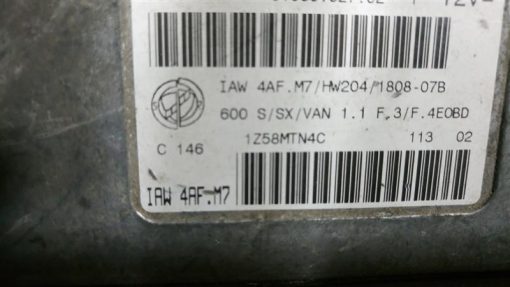 12V
IAW 4AF.M7/HW204/1808-07B
600 S/SX/VAN 1.1 F.3/F.4EOBD
C 146 1Z58MTN4C 113 02
IAW 4AF.M7